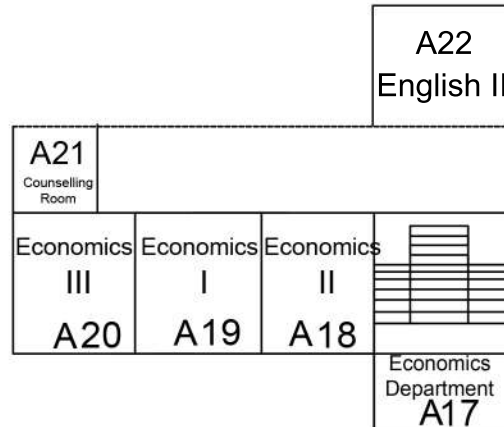 A22
English II
A21
Counselling
Room
Economics
III
A20
Economics
I
A19
Economics
II
A18
Economics
Department
A17